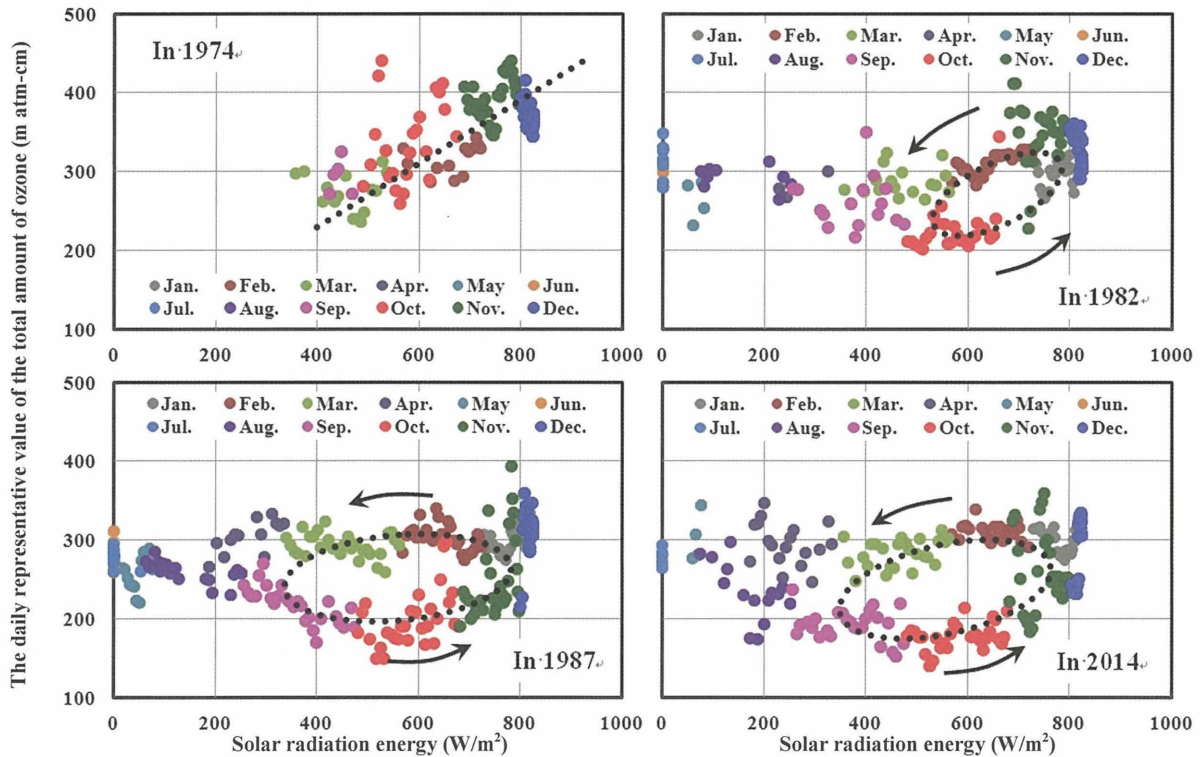 The daily representative value of the total amount of ozone (m atm-cm)
500
400
300
200
100
In 1974
Jan. Feb. Mar. Apr. May Jun.
Jul. Aug. Sep. Oct. Nov. Dec.
0 200 400 600 800 1000
Jan. Feb. Mar. Apr. May Jun.
Jul. Aug. Sep. Oct. Nov. Dec.
In 1982
0 200 400 600 800 1000
500
400
300
200
100
Jan. Feb. Mar. Apr. May Jun.
Jul. Aug. Sep. Oct. Nov. Dec.
In 1987
0 200 400 600 800 1000
Solar radiation energy (W/m²)
Jan. Feb. Mar. Apr. May Jun.
Jul. Aug. Sep. Oct. Nov. Dec.
In 2014
0 200 400 600 800 1000
Solar radiation energy (W/m²)